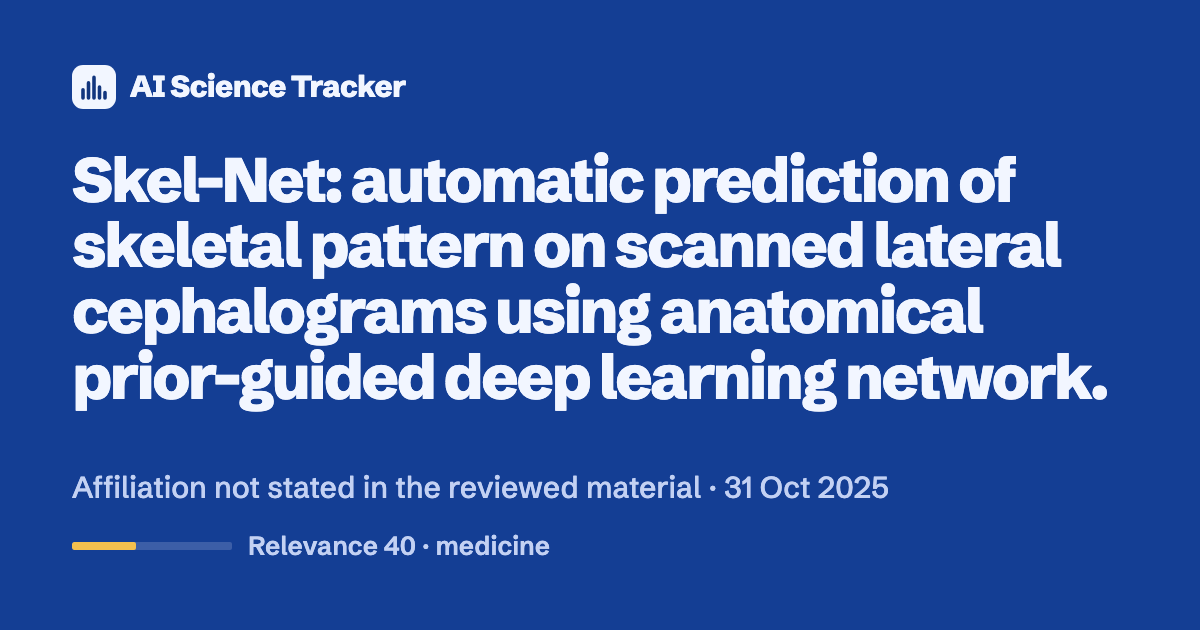 AI Science Tracker
Skel-Net: automatic prediction of
skeletal pattern on scanned lateral
cephalograms using anatomical
prior-guided deep learning network.
Affiliation not stated in the reviewed material · 31 Oct 2025
Relevance 40 · medicine